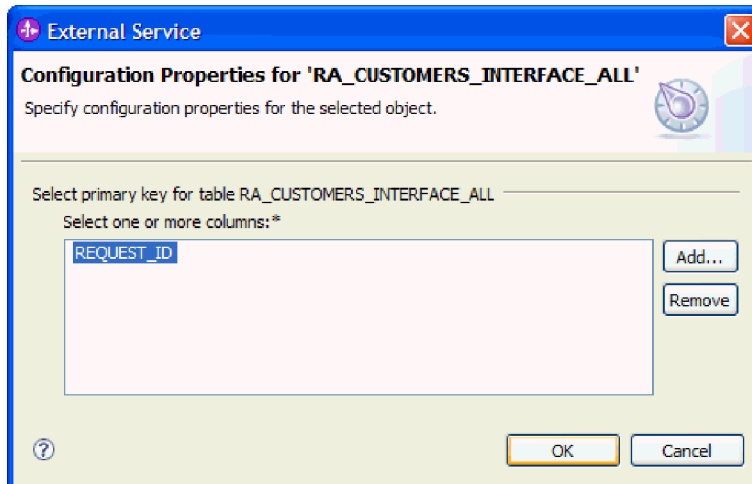 External Service
Configuration Properties for 'RA_CUSTOMERS_INTERFACE_ALL'
Specify configuration properties for the selected object.
Select primary key for table RA_CUSTOMERS_INTERFACE_ALL
Select one or more columns:*
REQUEST_ID
Add...
Remove
?
OK
Cancel